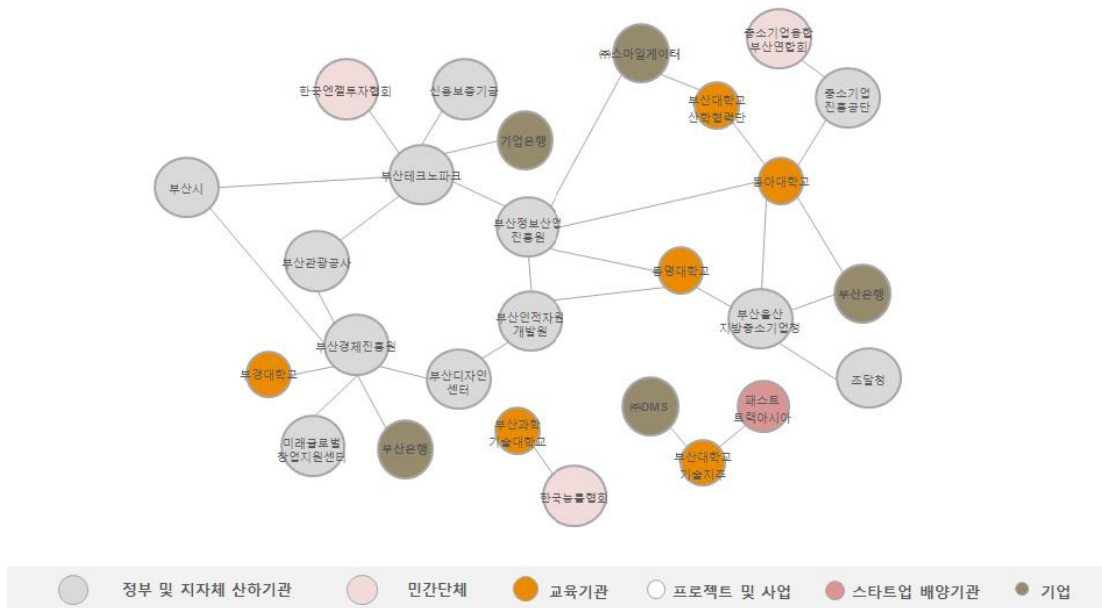 중소기업융합
부산연합회
㈜스마일게이터
한국엔젤투자협회
신용보증기금
중소기업
진흥공단
부산대학교
산학협력단
기업은행
부산시
부산테크노파크
동아대학교
부산정보산업
진흥원
부산관광공사
동명대학교
부산은행
부산인적자원
개발원
부산울산
지방중소기업청
부산경제진흥원
부경대학교
부산디자인
센터
조달청
㈜DMS
패스트
트랙아시아
부산과학
기술대학교
미래글로벌
창업지원센터
부산은행
부산대학교
기술지주
한국능률협회
정부 및 지자체 산하기관
민간단체
교육기관
프로젝트 및 사업
스타트업 배양기관
기업